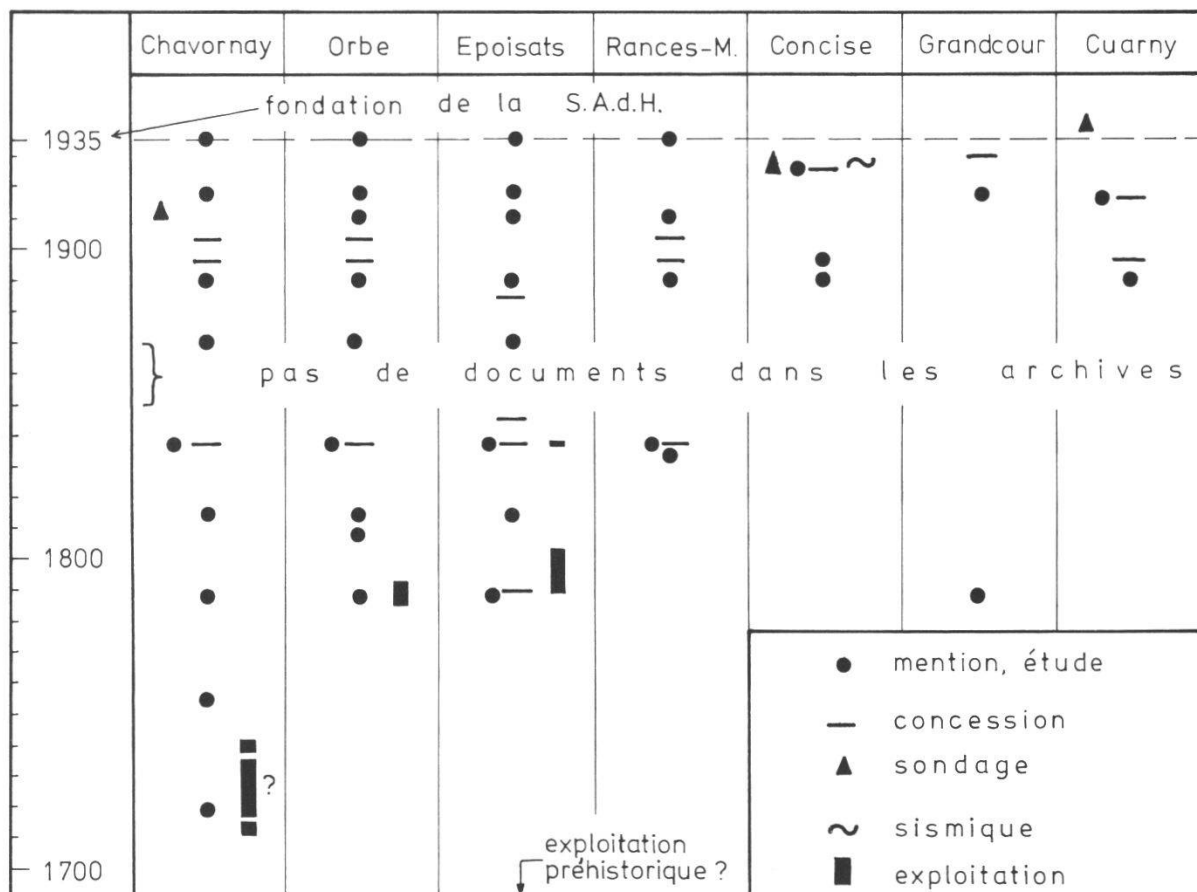 Chavornay Orbe Epoisats Rances-M. Concise Grandcour Cuarny
fondation de la S.A.d.H.
1935
1900
pas de documents dans les archives
1800
mention, étude
concession
sondage
?
sismique
exploitation
préhistorique ?
exploitation
1700